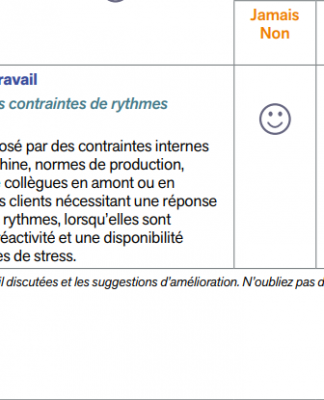 Jamais
Non
ravail
s contraintes de rythmes
osé par des contraintes internes
hine, normes de production,
collègues en amont ou en
s clients nécessitant une réponse
rythmes, lorsqu'elles sont
éactivité et une disponibilité
es de stress.
il discutées et les suggestions d'amélioration. N'oubliez pas d